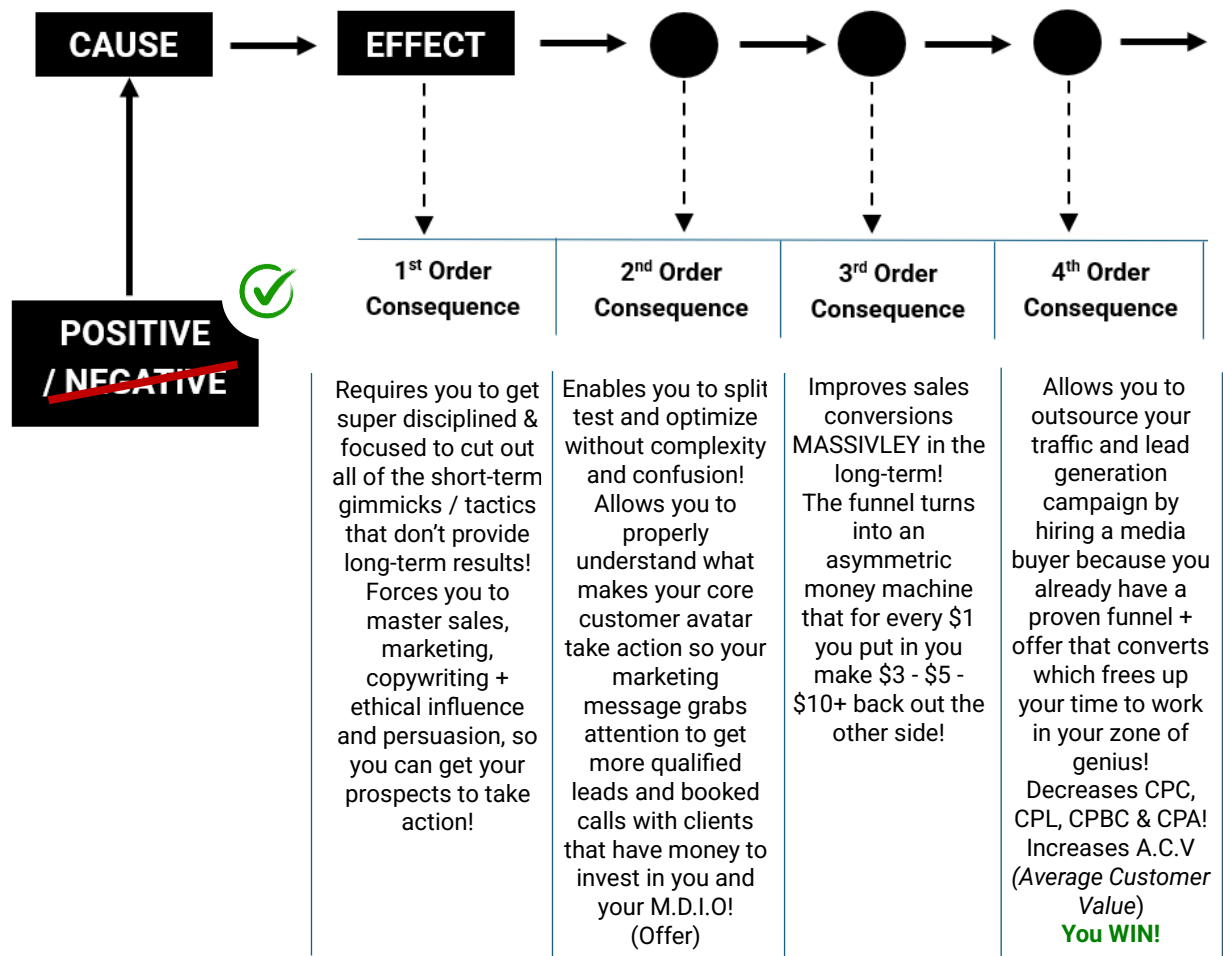 CAUSE
EFFECT
POSITIVE
/ NEGATIVE
1st Order
Consequence
2nd Order
Consequence
3rd Order
Consequence
4th Order
Consequence
Requires you to get
super disciplined &
focused to cut out
all of the short-term
gimmicks / tactics
that don’t provide
long-term results!
Forces you to
master sales,
marketing,
copywriting +
ethical influence
and persuasion, so
you can get your
prospects to take
action!
Enables you to split
test and optimize
without complexity
and confusion!
Allows you to
properly
understand what
makes your core
customer avatar
take action so your
marketing
message grabs
attention to get
more qualified
leads and booked
calls with clients
that have money to
invest in you and
your M.D.I.O!
(Offer)
Improves sales
conversions
MASSIVLEY in the
long-term!
The funnel turns
into an
asymmetric
money machine
that for every $1
you put in you
make $3 - $5 -
$10+ back out the
other side!
Allows you to
outsource your
traffic and lead
generation
campaign by
hiring a media
buyer because you
already have a
proven funnel +
offer that converts
which frees up
your time to work
in your zone of
genius!
Decreases CPC,
CPL, CPBC & CPA!
Increases A.C.V
(Average Customer
Value)
You WIN!